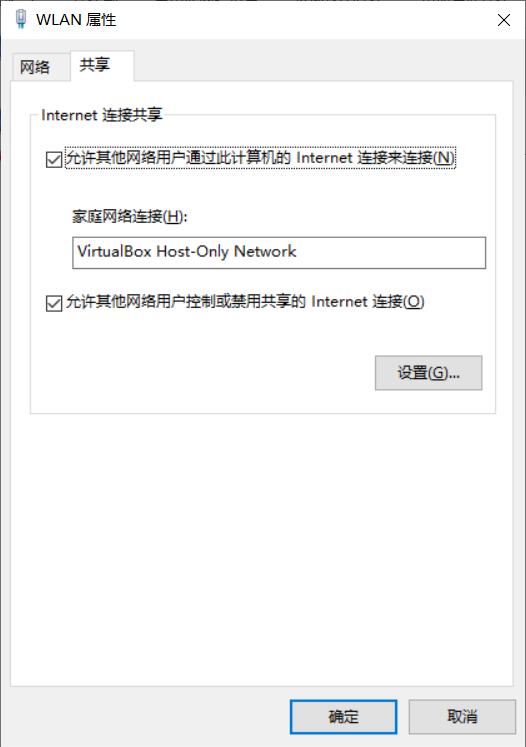 WLAN 属性
网络
共享
Internet 连接共享
允许其他网络用户通过此计算机的 Internet 连接来连接(N)
家庭网络连接(H):
VirtualBox Host-Only Network
允许其他网络用户控制或禁用共享的 Internet 连接(O)
设置(G)...
确定
取消